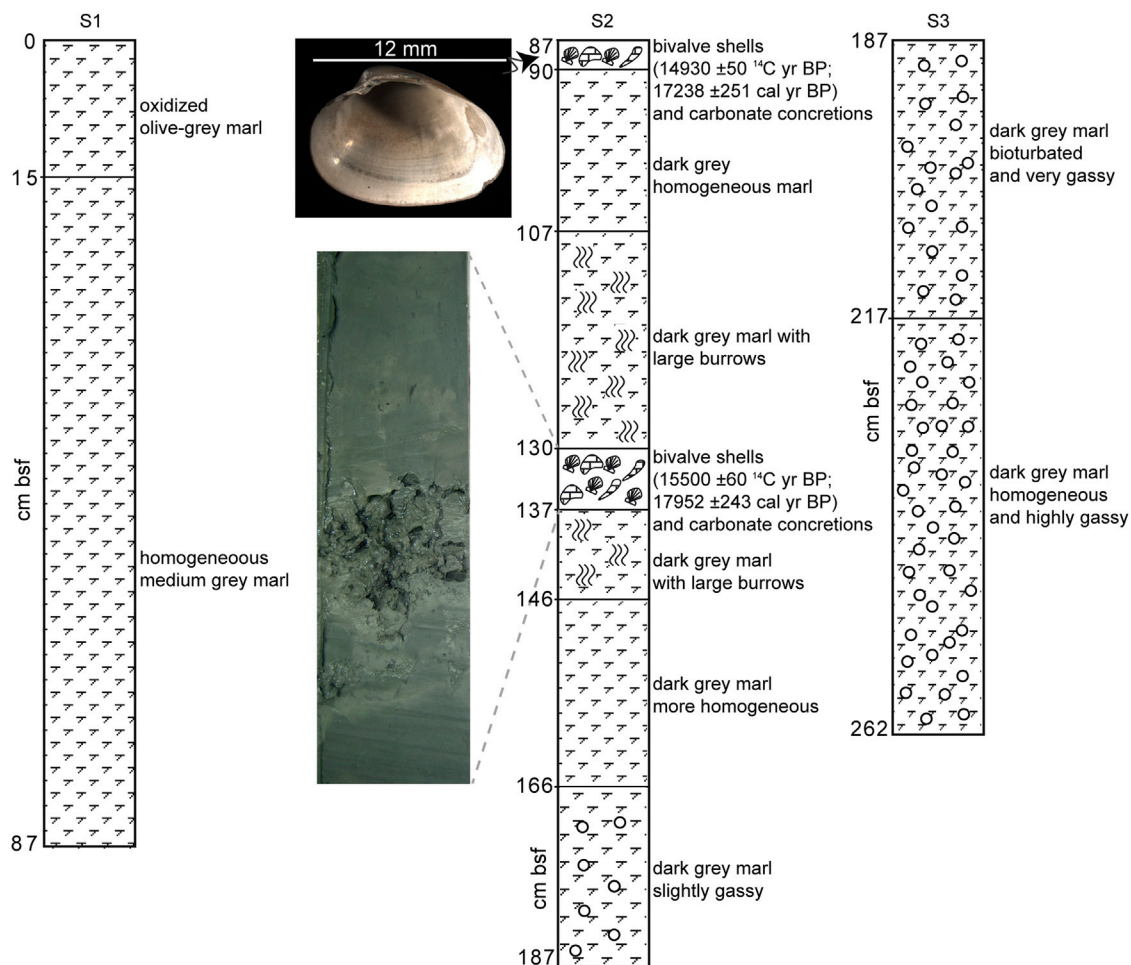 S1
0
oxidized
olive-grey marl
15
cm bsf
homogeneoous
medium grey marl
87
12 mm
S2
87
bivalve shells
(14930 ±50 ¹⁴C yr BP;
17238 ±251 cal yr BP)
and carbonate concretions
90
dark grey
homogeneous marl
107
dark grey marl with
large burrows
130
bivalve shells
(15500 ±60 ¹⁴C yr BP;
17952 ±243 cal yr BP)
and carbonate concretions
137
dark grey marl
with large burrows
146
dark grey marl
more homogeneous
166
cm bsf
dark grey marl
slightly gassy
187
S3
187
dark grey marl
bioturbated
and very gassy
217
cm bsf
dark grey marl
homogeneous
and highly gassy
262